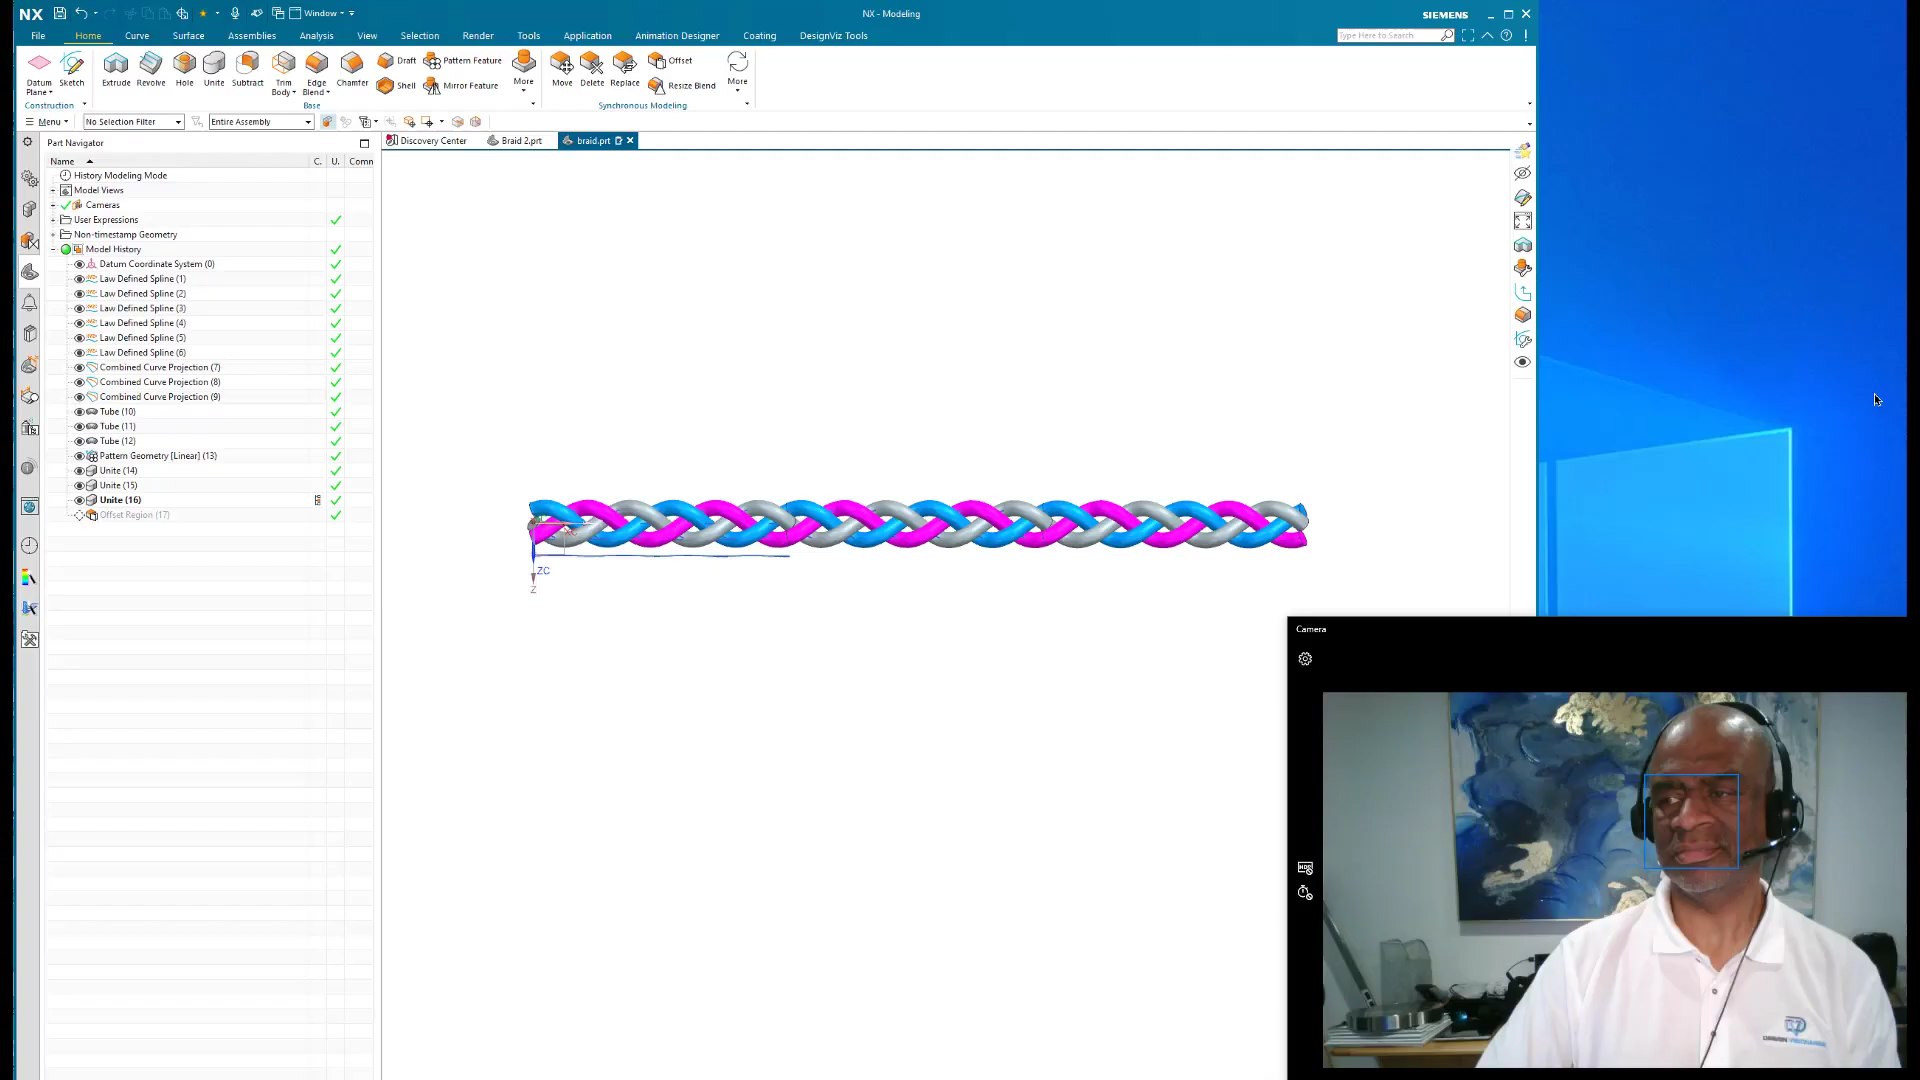 NX
Window
NX - Modeling
SIEMENS
File
Home
Curve
Surface
Assemblies
Analysis
View
Selection
Render
Tools
Application
Animation Designer
Coating
DesignViz Tools
Type Here to Search
Datum Plane
Sketch
Extrude
Revolve
Hole
Unite
Subtract
Trim Body
Edge Blend
Chamfer
Draft
Shell
Pattern Feature
Mirror Feature
More
Move
Delete
Replace
Offset
Resize Blend
More
Construction
Base
Synchronous Modeling
Menu
No Selection Filter
Entire Assembly
Part Navigator
Discovery Center
Braid 2.prt
braid.prt
Name
C.
U.
Comn
History Modeling Mode
Model Views
Cameras
User Expressions
Non-timestamp Geometry
Model History
Datum Coordinate System (0)
Law Defined Spline (1)
Law Defined Spline (2)
Law Defined Spline (3)
Law Defined Spline (4)
Law Defined Spline (5)
Law Defined Spline (6)
Combined Curve Projection (7)
Combined Curve Projection (8)
Combined Curve Projection (9)
Tube (10)
Tube (11)
Tube (12)
Pattern Geometry [Linear] (13)
Unite (14)
Unite (15)
Unite (16)
Offset Region (17)
ZC
Z
Camera